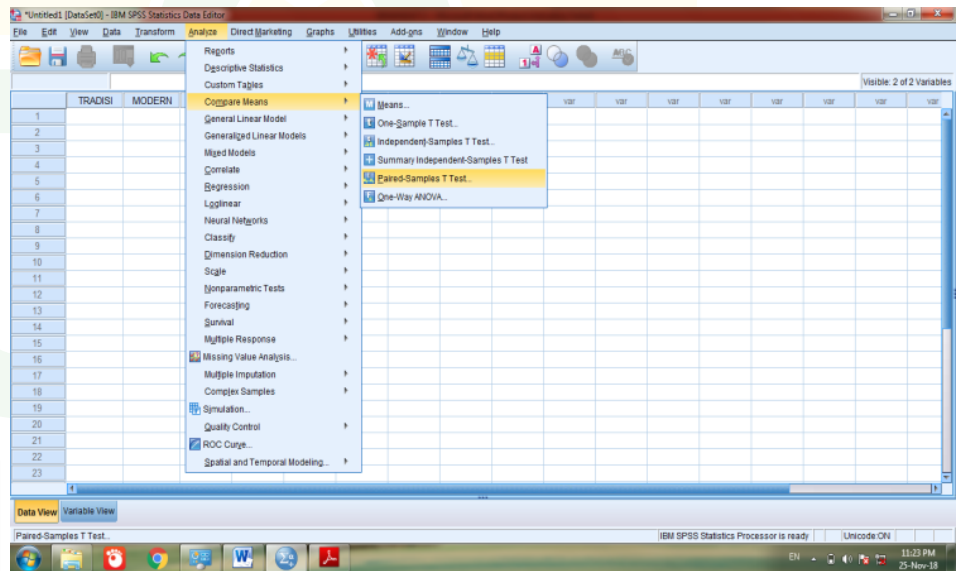 *Untitled1 [DataSet0] - IBM SPSS Statistics Data Editor
File Edit View Data Transform Analyze Direct Marketing Graphs Utilities Add-ons Window Help
Visible: 2 of 2 Variables
TRADISI MODERN var var var var var var var var
Reports
Descriptive Statistics
Custom Tables
Compare Means
General Linear Model
Generalized Linear Models
Mixed Models
Correlate
Regression
Loglinear
Neural Networks
Classify
Dimension Reduction
Scale
Nonparametric Tests
Forecasting
Survival
Multiple Response
Missing Value Analysis...
Multiple Imputation
Complex Samples
Simulation...
Quality Control
ROC Curve...
Spatial and Temporal Modeling...
Means...
One-Sample T Test...
Independent-Samples T Test...
Summary Independent-Samples T Test
Paired-Samples T Test...
One-Way ANOVA...
1
2
3
4
5
6
7
8
9
10
11
12
13
14
15
16
17
18
19
20
21
22
23
Data View Variable View
Paired-Samples T Test... IBM SPSS Statistics Processor is ready Unicode:ON
EN 11:23 PM
25-Nov-18